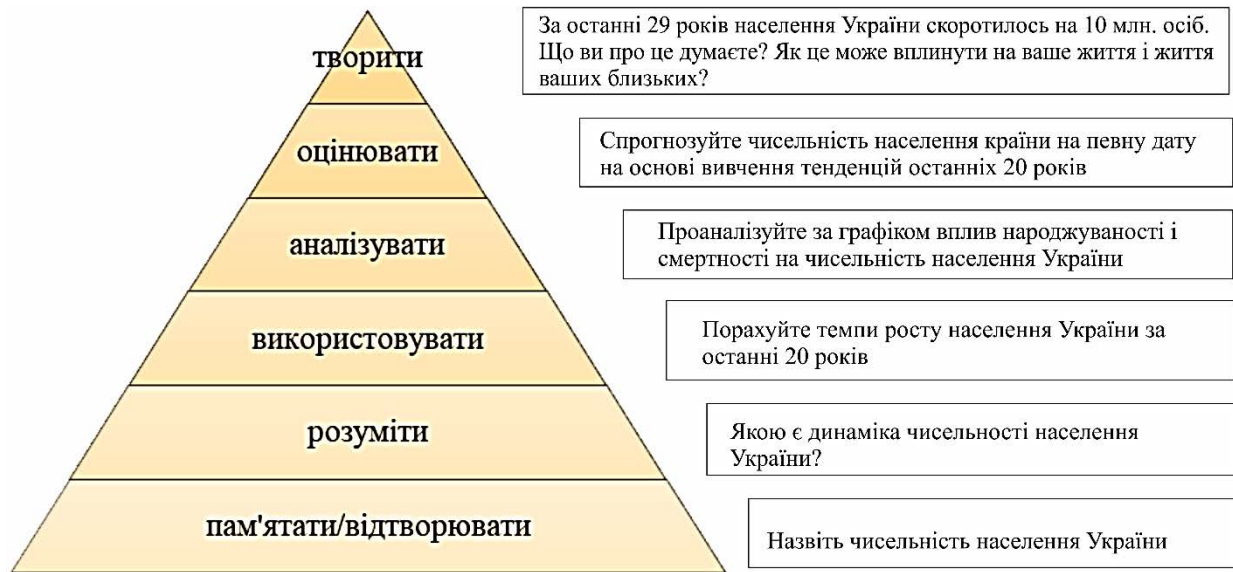 творити
За останні 29 років населення України скоротилось на 10 млн. осіб.
Що ви про це думаєте? Як це може вплинути на ваше життя і життя
ваших близьких?
оцінювати
Спрогнозуйте чисельність населення країни на певну дату
на основі вивчення тенденцій останніх 20 років
аналізувати
Проаналізуйте за графіком вплив народжуваності і
смертності на чисельність населення України
використовувати
Порахуйте темпи росту населення України за
останні 20 років
розуміти
Якою є динаміка чисельності населення
України?
пам'ятати/відтворювати
Назвіть чисельність населення України